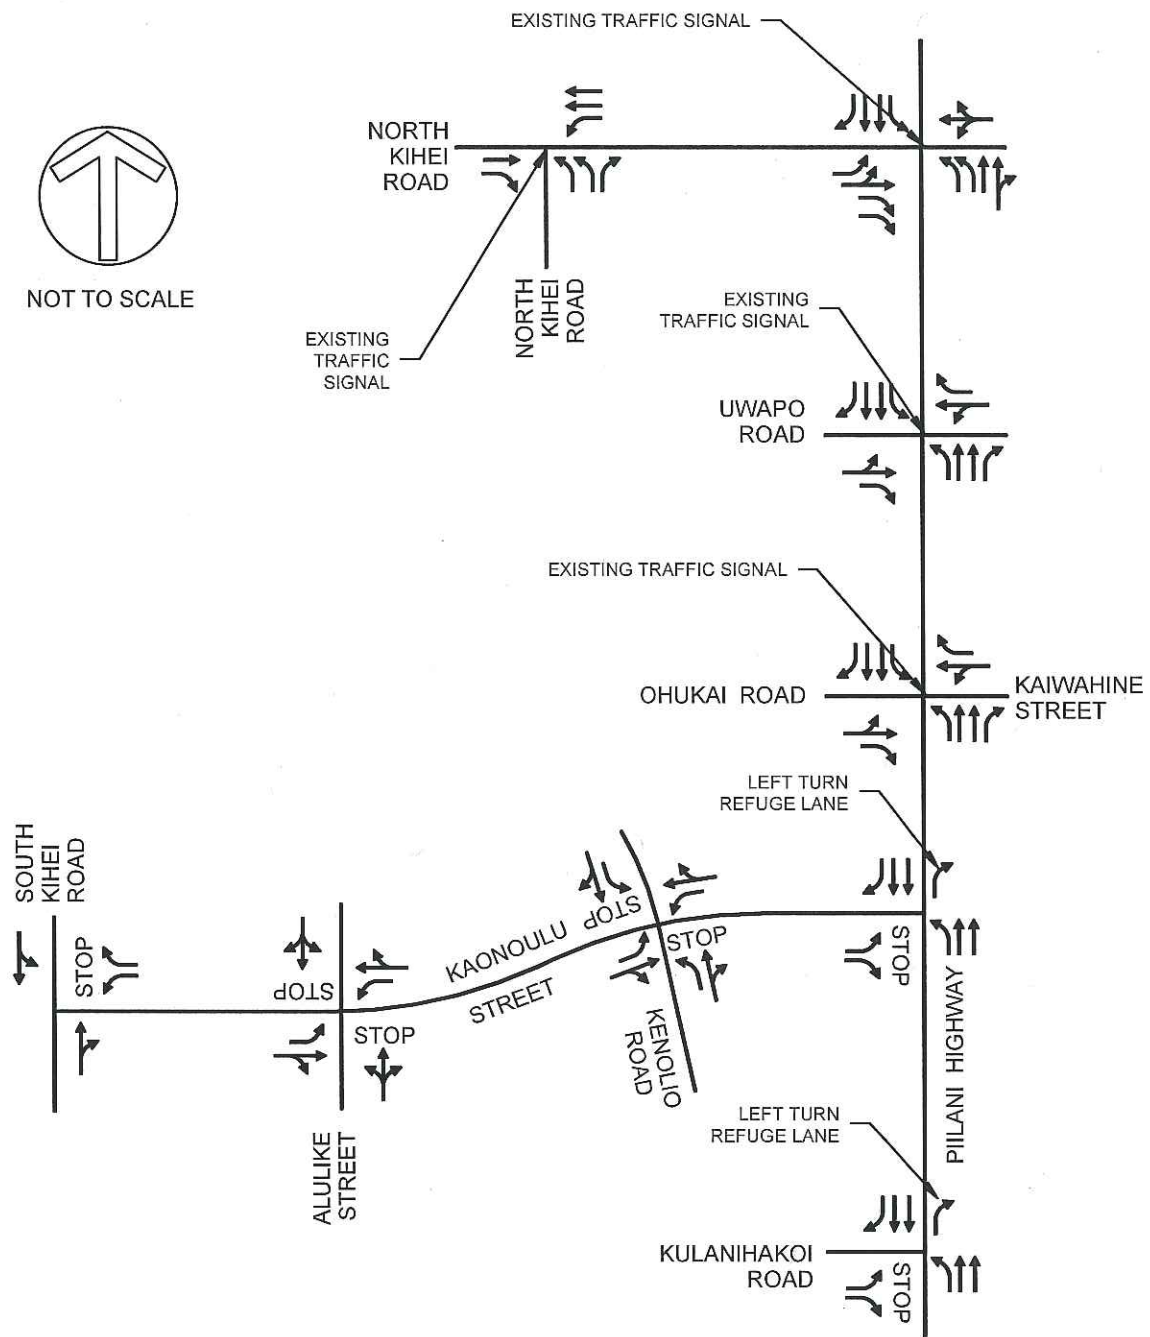 EXISTING TRAFFIC SIGNAL
NORTH
KIHEI
ROAD
NOT TO SCALE
NORTH
KIHEI
ROAD
EXISTING
TRAFFIC
SIGNAL
EXISTING
TRAFFIC SIGNAL
UWAPO
ROAD
EXISTING TRAFFIC SIGNAL
OHUKAI ROAD
KAIWAHINE
STREET
LEFT TURN
REFUGE LANE
SOUTH
KIHEI
ROAD
STOP
STOP
STOP
KAONOULU
STREET
STOP
STOP
KENOLIO
ROAD
STOP
PIILANI HIGHWAY
ALULIKE
STREET
LEFT TURN
REFUGE LANE
KULANIHAKOI
ROAD
STOP